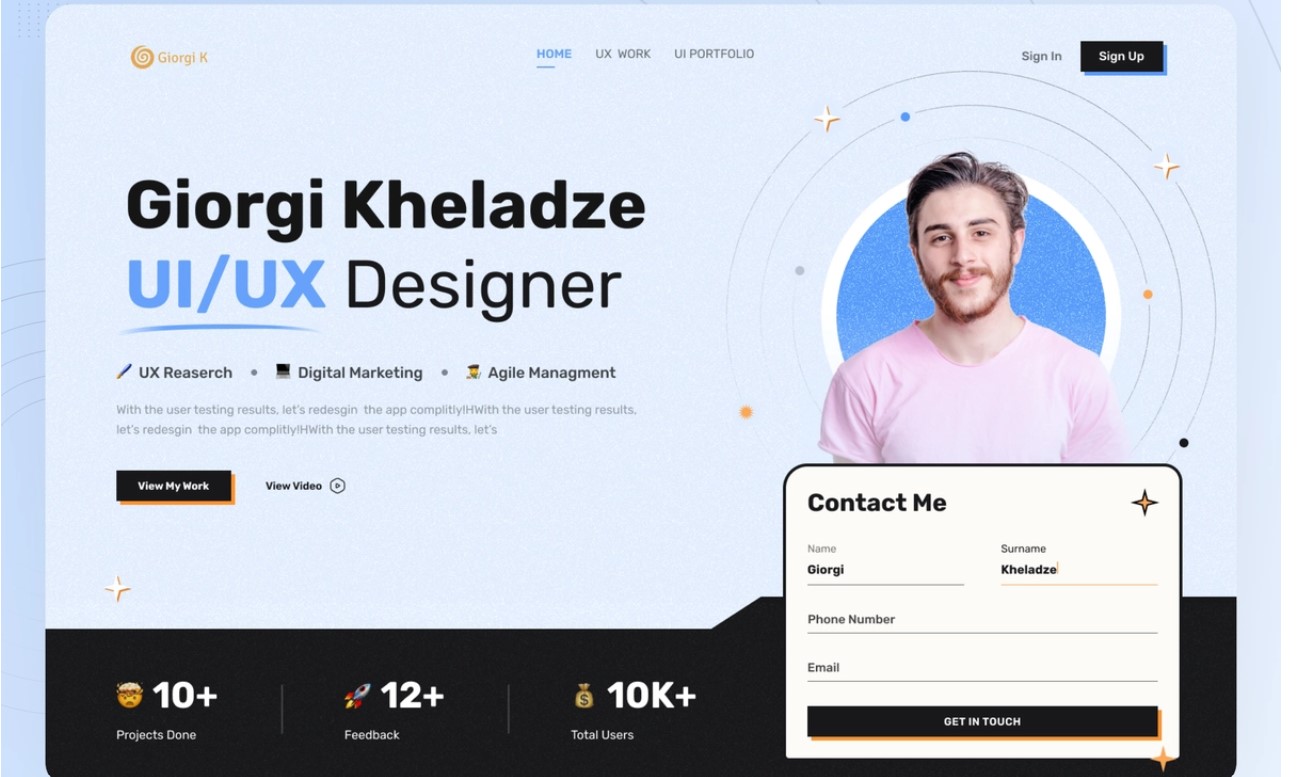 Giorgi K
HOME UX WORK UI PORTFOLIO
Sign In Sign Up
Giorgi Kheladze
UI/UX Designer
UX Reaserch • Digital Marketing • Agile Managment
With the user testing results, let's redesgin the app complitly!HWith the user testing results,
let's redesgin the app complitly!HWith the user testing results, let's
View My Work View Video
Contact Me
Name Surname
Giorgi Kheladze
Phone Number
Email
GET IN TOUCH
10+ 12+ 10K+
Projects Done Feedback Total Users